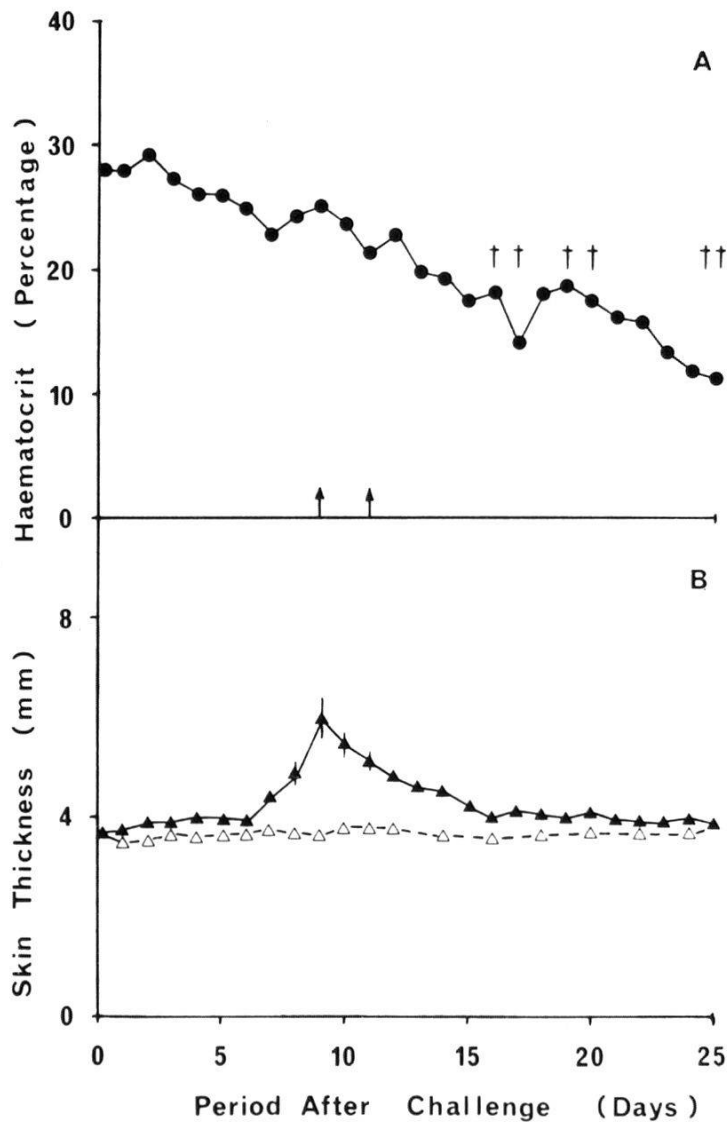 40
A
30
20
† † † † † †
10
0
Haematocrit (Percentage)
B
8
4
0
Skin Thickness (mm)
0 5 10 15 20 25
Period After Challenge (Days)